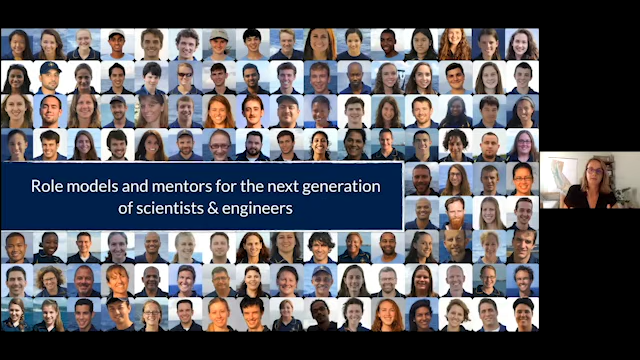 Role models and mentors for the next generation
of scientists & engineers